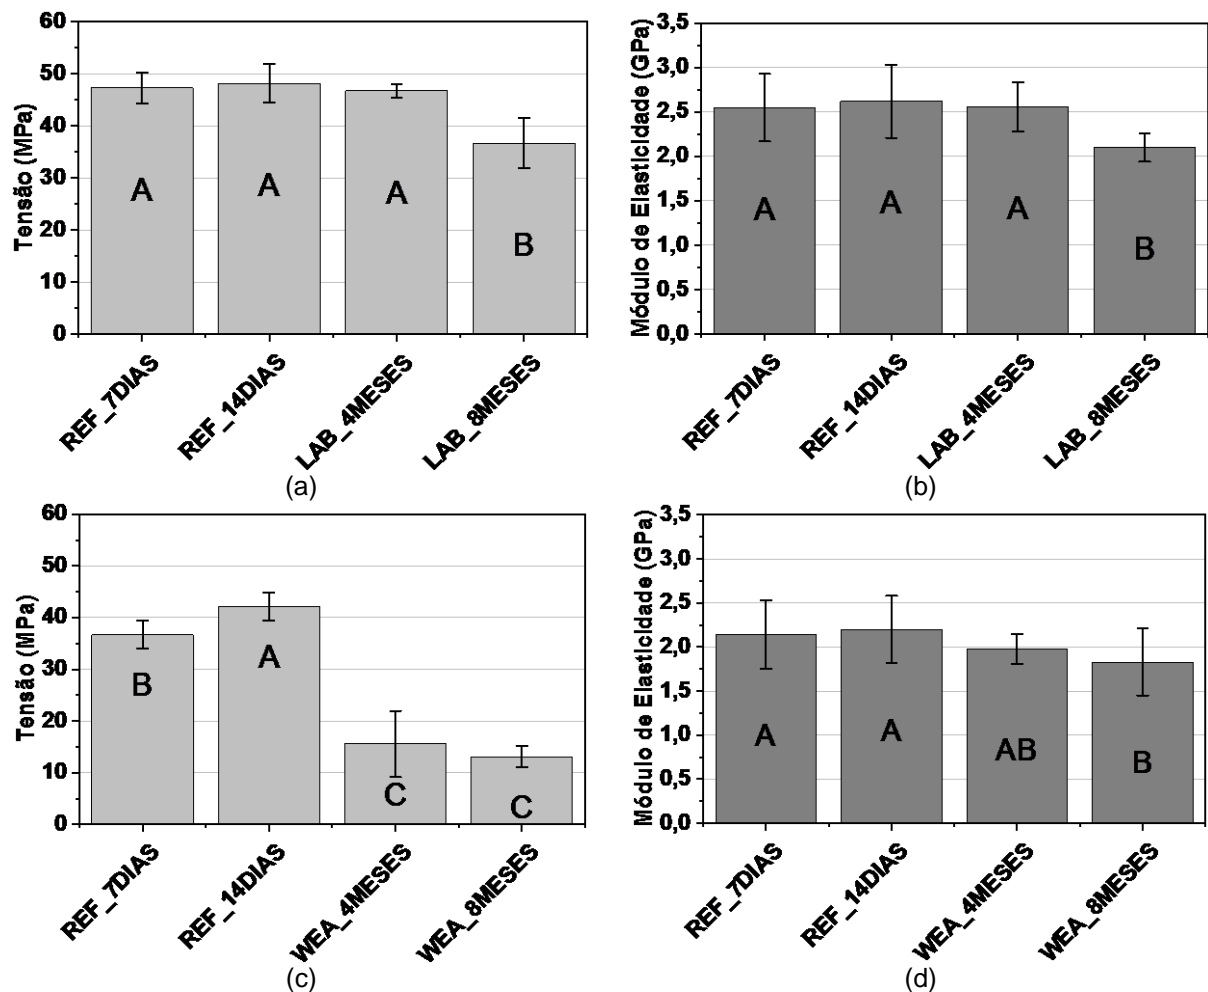 Tensão (MPa)
60
50
40
30
20
10
0
A
A
A
B
REF_7DIAS
REF_14DIAS
LAB_4MESES
LAB_8MESES
(a)
Módulo de Elasticidade (GPa)
3,5
3,0
2,5
2,0
1,5
1,0
0,5
0,0
A
A
A
B
REF_7DIAS
REF_14DIAS
LAB_4MESES
LAB_8MESES
(b)
Tensão (MPa)
60
50
40
30
20
10
0
B
A
C
C
REF_7DIAS
REF_14DIAS
WEA_4MESES
WEA_8MESES
(c)
Módulo de Elasticidade (GPa)
3,5
3,0
2,5
2,0
1,5
1,0
0,5
0,0
A
A
AB
B
REF_7DIAS
REF_14DIAS
WEA_4MESES
WEA_8MESES
(d)